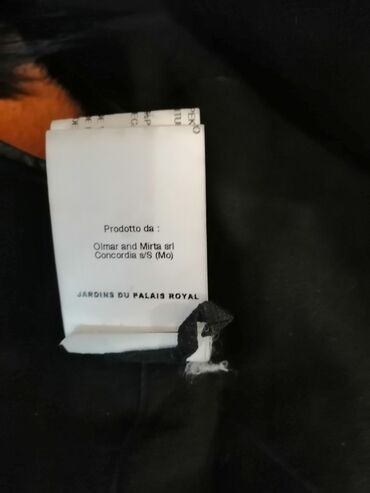 Prodotto da :
Olmar and Mirta srl
Concordia s/S (Mo)
JARDINS DU PALAIS ROYAL